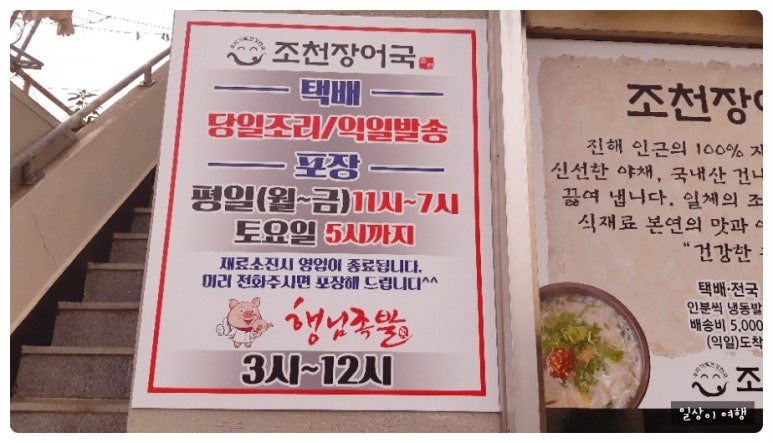 조천장어국
택배
당일조리/익일발송
포장
평일(월~금)11시~7시
토요일 5시까지
재료소진시 영업이 종료됩니다.
미리 전화주시면 포장해 드립니다^^
행님족발
3시~12시
조천장어
진해 인근의 100%
신선한 야채, 국내산 건
끓여 냅니다. 일체의 조
식재료 본연의 맛과
"건강한
택배·전국
인분씩 냉동발
배송비 5,000
(익일)도착
조
일상이 여행